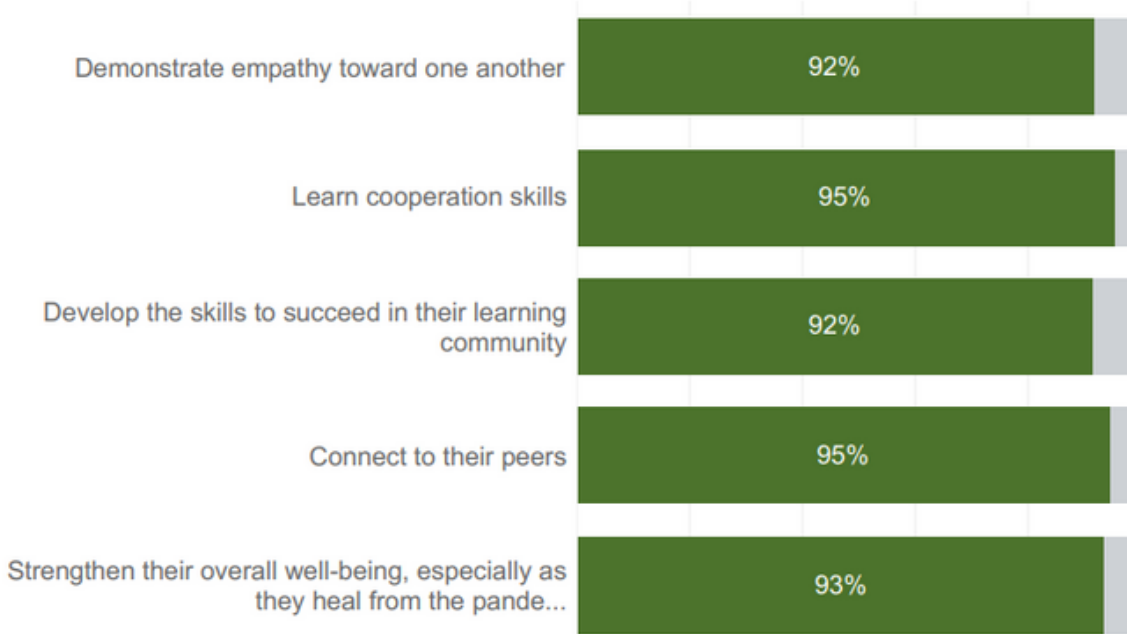 Demonstrate empathy toward one another
92%
Learn cooperation skills
95%
Develop the skills to succeed in their learning
community
92%
Connect to their peers
95%
Strengthen their overall well-being, especially as
they heal from the pande...
93%